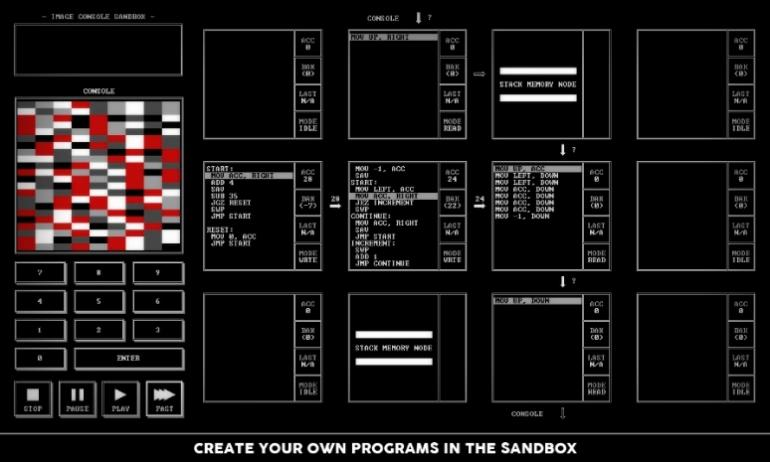 - IMAGE CONSOLE SANDBOX -
CONSOLE
7 8 9
4 5 6
1 2 3
0 ENTER
STOP PAUSE PLAY FAST
CONSOLE ?
ACC
0
BAK
(0)
LAST
N/A
MODE
IDLE
MOV UP, RIGHT
ACC
0
BAK
(0)
LAST
N/A
MODE
READ
STACK MEMORY NODE
ACC
0
BAK
(0)
LAST
N/A
MODE
IDLE
?
START:
MOV ACC, RIGHT
ADD 4
SAV
SUB 35
JGZ RESET
SWP
JMP START
RESET:
MOV 0, ACC
JMP START
ACC
28
BAK
(-7)
LAST
N/A
MODE
WRTE
28
MOV -1, ACC
SAV
START:
MOV LEFT, ACC
MOV ACC, RIGHT
JEZ INCREMENT
SWP
CONTINUE:
MOV ACC, RIGHT
SAV
JMP START
INCREMENT:
SWP
ADD 1
JMP CONTINUE
ACC
24
BAK
(22)
LAST
N/A
MODE
WRTE
24
MOV UP, ACC
MOV LEFT, DOWN
MOV LEFT, DOWN
MOV ACC, DOWN
MOV ACC, DOWN
MOV ACC, DOWN
MOV ACC, DOWN
MOV -1, DOWN
ACC
0
BAK
(0)
LAST
N/A
MODE
READ
ACC
0
BAK
(0)
LAST
N/A
MODE
IDLE
?
ACC
0
BAK
(0)
LAST
N/A
MODE
IDLE
STACK MEMORY NODE
MOV UP, DOWN
ACC
0
BAK
(0)
LAST
N/A
MODE
READ
ACC
0
BAK
(0)
LAST
N/A
MODE
IDLE
CONSOLE
CREATE YOUR OWN PROGRAMS IN THE SANDBOX